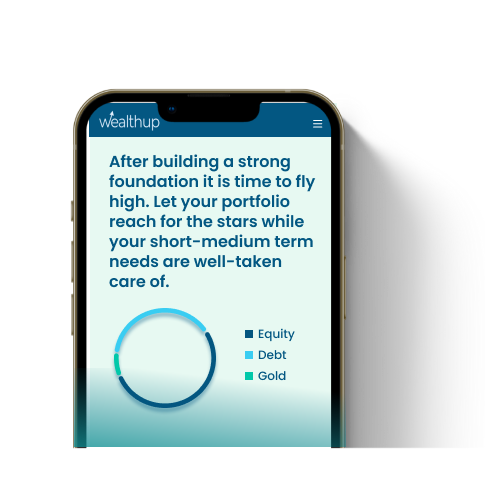 wealthup
After building a strong
foundation it is time to fly
high. Let your portfolio
reach for the stars while
your short-medium term
needs are well-taken
care of.
Equity
Debt
Gold